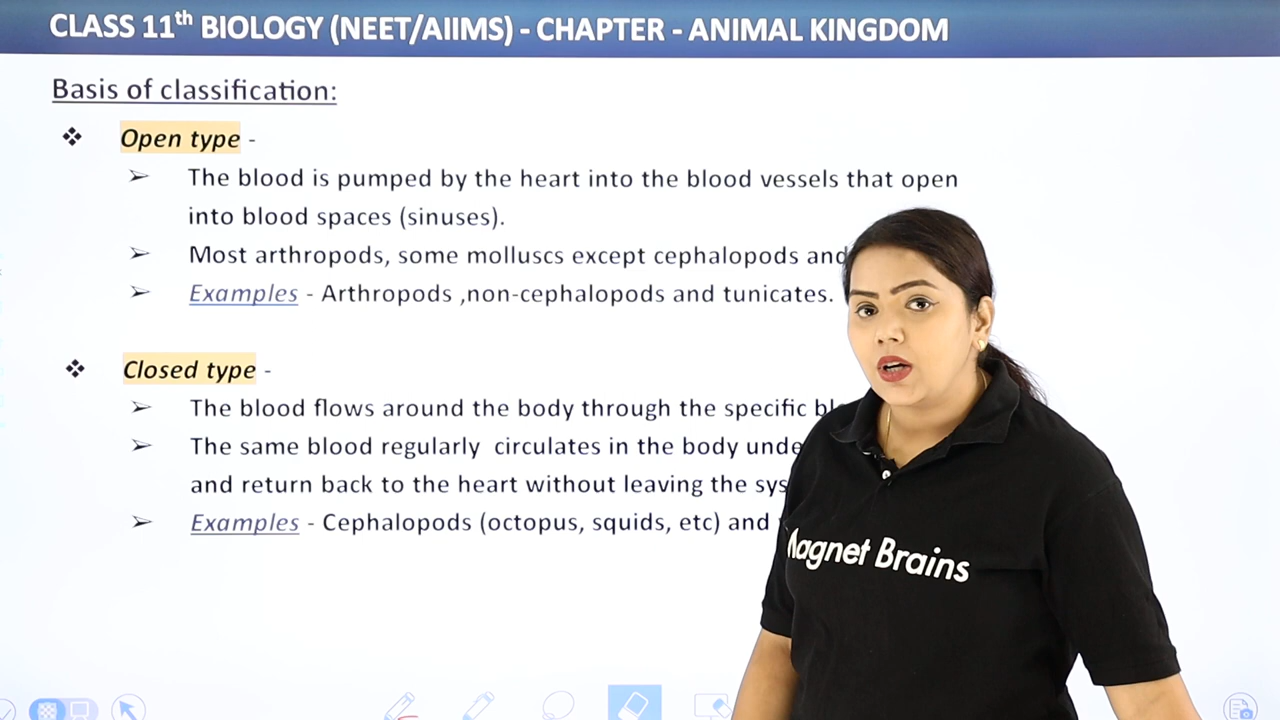 CLASS 11th BIOLOGY (NEET/AIIMS) - CHAPTER - ANIMAL KINGDOM
Basis of classification:
❖ Open type -
➢ The blood is pumped by the heart into the blood vessels that open
into blood spaces (sinuses).
➢ Most arthropods, some molluscs except cephalopods and
➢ Examples - Arthropods ,non-cephalopods and tunicates.
❖ Closed type -
➢ The blood flows around the body through the specific
➢ The same blood regularly circulates in the body
and return back to the heart without leaving the
➢ Examples - Cephalopods (octopus, squids, etc) and
Magnet Brains